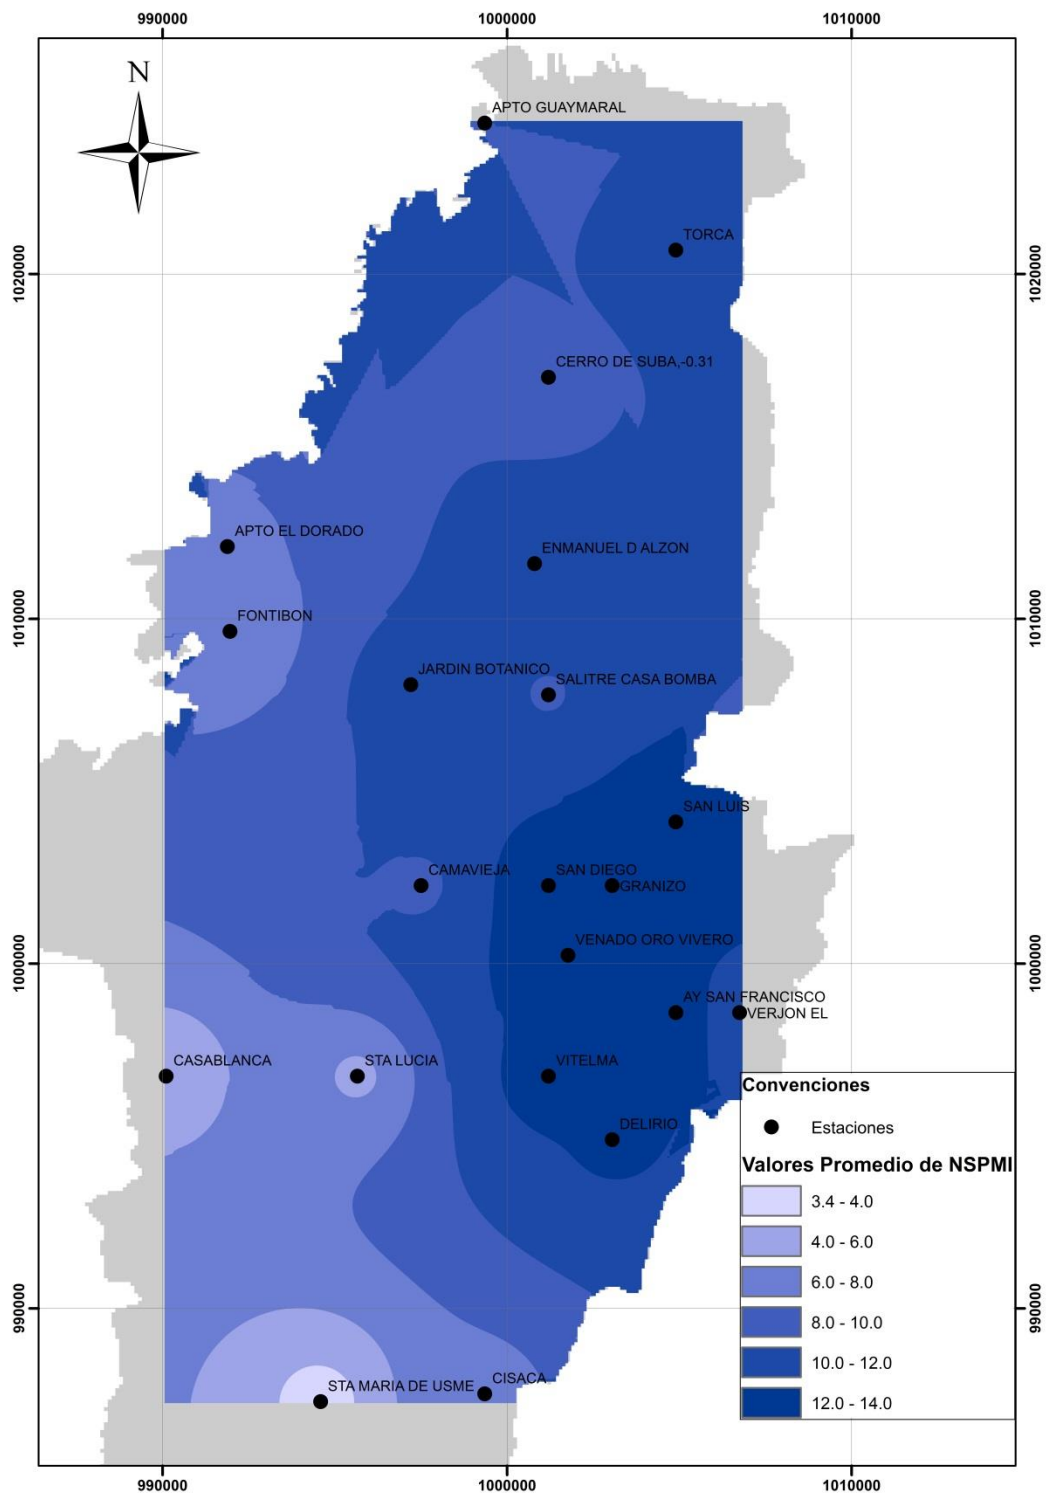 990000
1000000
1010000
N
APTO GUAYMARAL
TORCA
1020000
1020000
CERRO DE SUBA,-0.31
APTO EL DORADO
ENMANUEL D ALZON
FONTIBON
1010000
1010000
JARDIN BOTANICO
SALITRE CASA BOMBA
SAN LUIS
CAMAVIEJA
SAN DIEGO
GRANIZO
VENADO ORO VIVERO
1000000
1000000
AY SAN FRANCISCO
VERJON EL
CASABLANCA
STA LUCIA
VITELMA
DELIRIO
Convenciones
Estaciones
Valores Promedio de NSPMI
3.4 - 4.0
4.0 - 6.0
6.0 - 8.0
8.0 - 10.0
10.0 - 12.0
12.0 - 14.0
990000
990000
STA MARIA DE USME
CISACA
990000
1000000
1010000